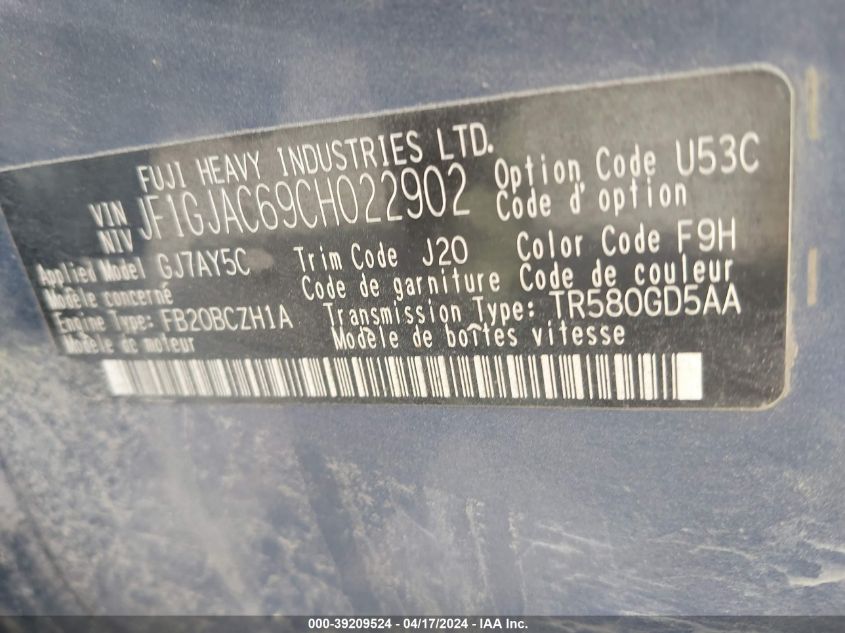 FUJI HEAVY INDUSTRIES LTD.
VIN
NIV
JF1GJAC69CH022902
Option Code U53C
Code d'option
Applied Model GJ7AY5C
Modèle concerné
Trim Code J20
Code de garniture
Color Code F9H
Code de couleur
Engine Type: FB20BCZH1A
Modèle de moteur
Transmission Type: TR580GD5AA
Modèle de boîtes vitesse
000-39209524 - 04/17/2024 - IAA Inc.